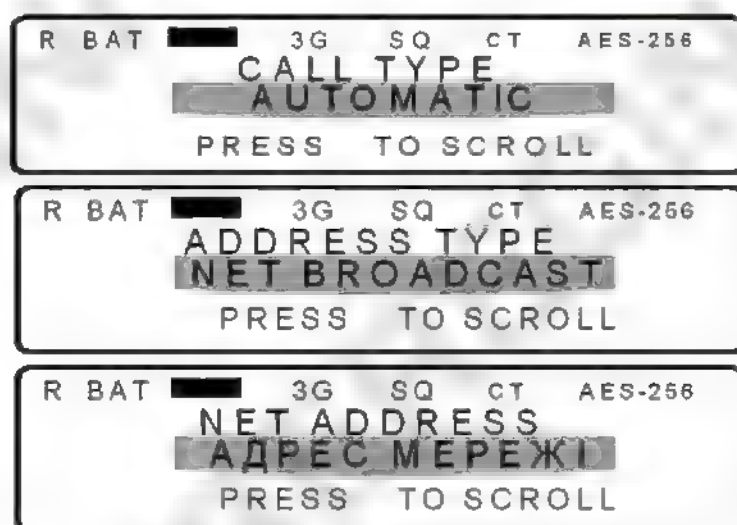 R BAT 3G SQ CT AES-256
CALL TYPE
AUTOMATIC
PRESS TO SCROLL
R BAT 3G SQ CT AES-256
ADDRESS TYPE
NET BROADCAST
PRESS TO SCROLL
R BAT 3G SQ CT AES-256
NET ADDRESS
АДРЕС МЕРЕЖІ
PRESS TO SCROLL